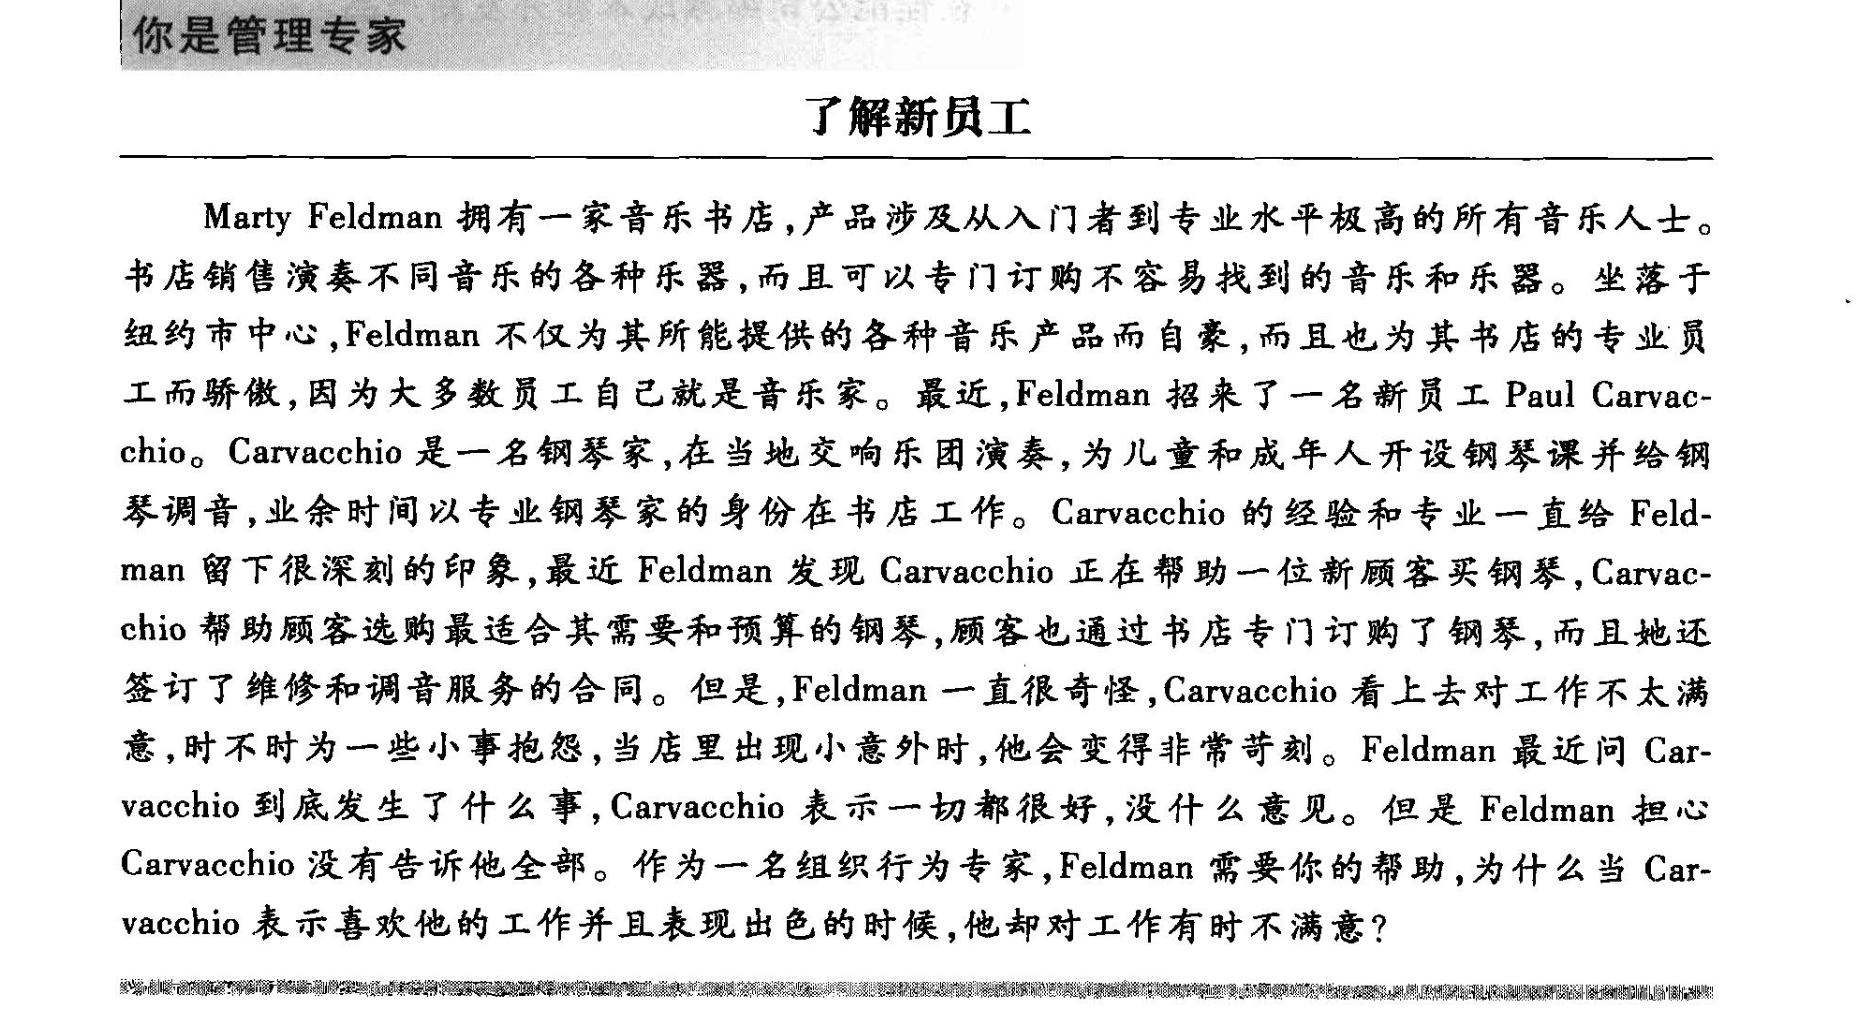 你是管理专家
了解新员工
Marty Feldman 拥有一家音乐书店,产品涉及从入门者到专业水平极高的所有音乐人士。
书店销售演奏不同音乐的各种乐器,而且可以专门订购不容易找到的音乐和乐器。坐落于
纽约市中心,Feldman 不仅为其所能提供的各种音乐产品而自豪,而且也为其书店的专业员
工而骄傲,因为大多数员工自己就是音乐家。最近,Feldman 招来了一名新员工 Paul Carvac-
chio。Carvacchio 是一名钢琴家,在当地交响乐团演奏,为儿童和成年人开设钢琴课并给钢
琴调音,业余时间以专业钢琴家的身份在书店工作。Carvacchio 的经验和专业一直给 Feld-
man 留下很深刻的印象,最近 Feldman 发现 Carvacchio 正在帮助一位新顾客买钢琴,Carvac-
chio 帮助顾客选购最适合其需要和预算的钢琴,顾客也通过书店专门订购了钢琴,而且她还
签订了维修和调音服务的合同。但是,Feldman 一直很奇怪,Carvacchio 看上去对工作不太满
意,时不时为一些小事抱怨,当店里出现小意外时,他会变得非常苛刻。Feldman 最近问 Car-
vacchio 到底发生了什么事,Carvacchio 表示一切都很好,没什么意见。但是 Feldman 担心
Carvacchio 没有告诉他全部。作为一名组织行为专家,Feldman 需要你的帮助,为什么当 Car-
vacchio 表示喜欢他的工作并且表现出色的时候,他却对工作有时不满意?